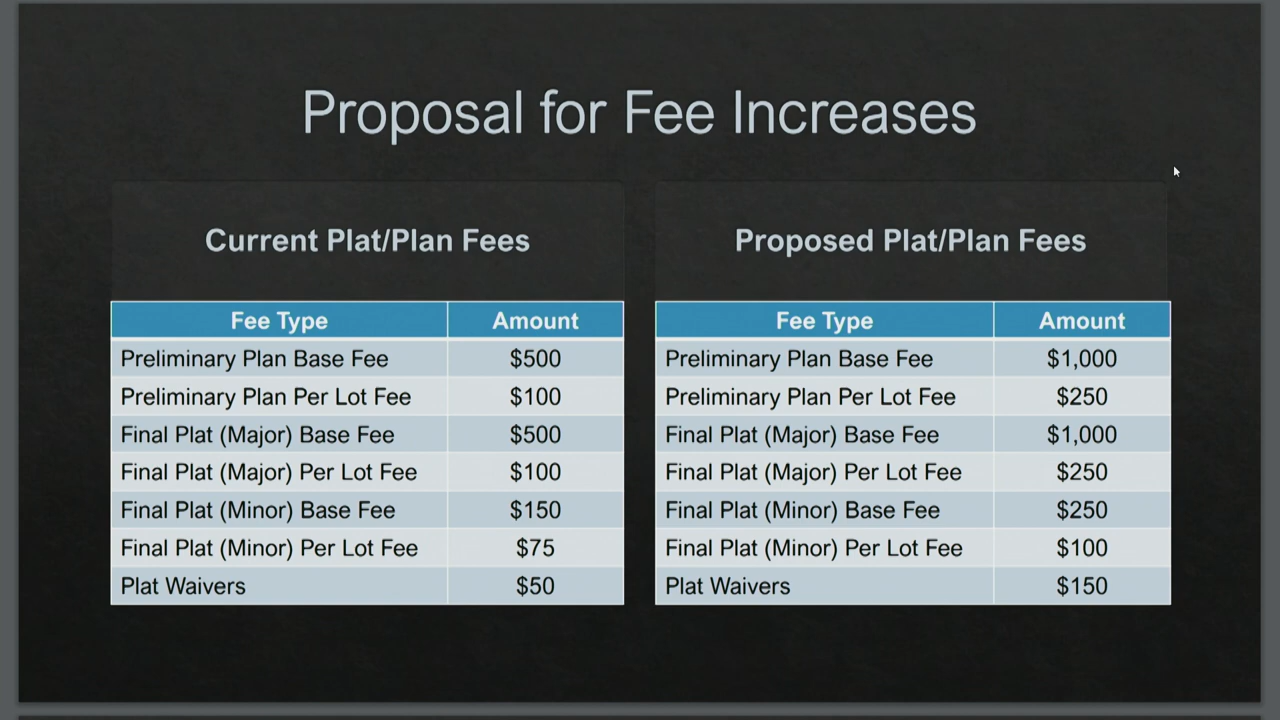 Proposal for Fee Increases
Current Plat/Plan Fees
Fee Type Amount
Preliminary Plan Base Fee $500
Preliminary Plan Per Lot Fee $100
Final Plat (Major) Base Fee $500
Final Plat (Major) Per Lot Fee $100
Final Plat (Minor) Base Fee $150
Final Plat (Minor) Per Lot Fee $75
Plat Waivers $50
Proposed Plat/Plan Fees
Fee Type Amount
Preliminary Plan Base Fee $1,000
Preliminary Plan Per Lot Fee $250
Final Plat (Major) Base Fee $1,000
Final Plat (Major) Per Lot Fee $250
Final Plat (Minor) Base Fee $250
Final Plat (Minor) Per Lot Fee $100
Plat Waivers $150